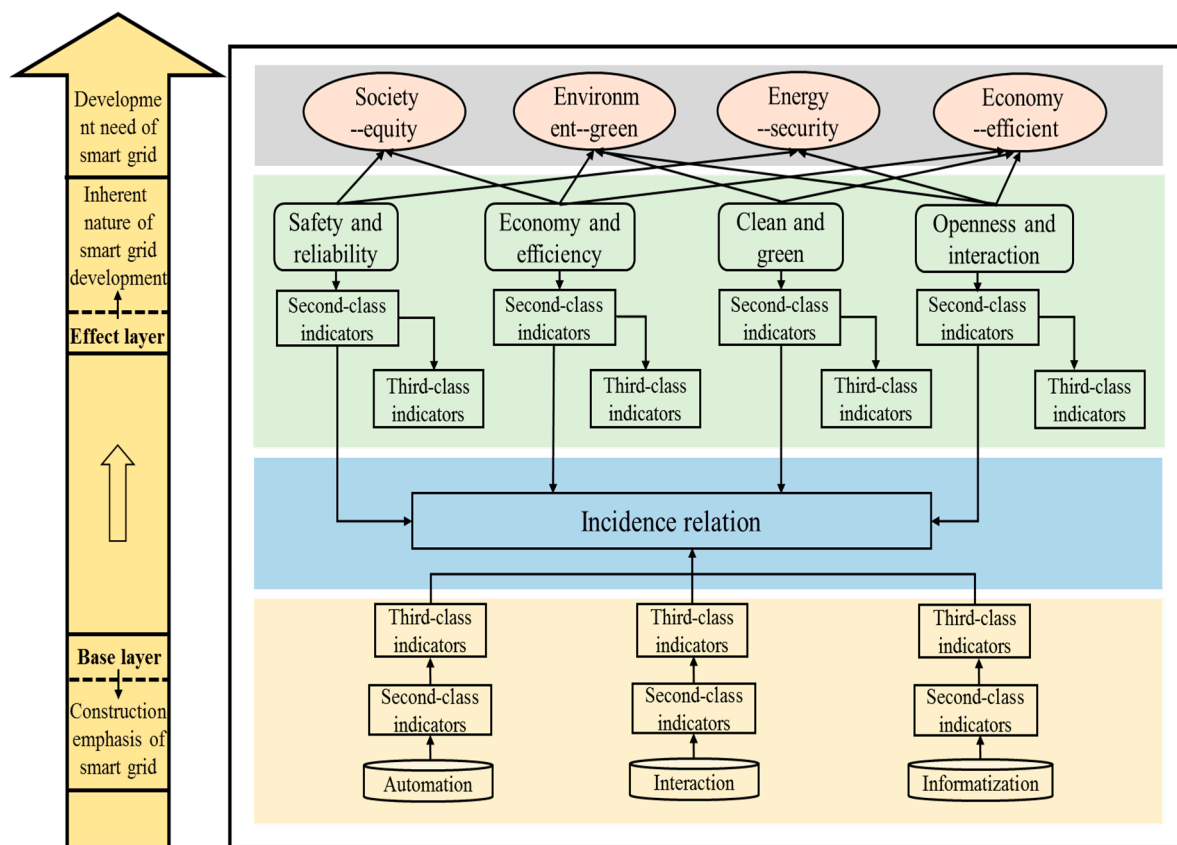 Developme
nt need of
smart grid
Inherent
nature of
smart grid
development
Effect layer
Base layer
Construction
emphasis of
smart grid
Society
--equity
Environm
ent--green
Energy
--security
Economy
--efficient
Safety and
reliability
Economy and
efficiency
Clean and
green
Openness and
interaction
Second-class
indicators
Second-class
indicators
Second-class
indicators
Second-class
indicators
Third-class
indicators
Third-class
indicators
Third-class
indicators
Third-class
indicators
Incidence relation
Third-class
indicators
Third-class
indicators
Third-class
indicators
Second-class
indicators
Second-class
indicators
Second-class
indicators
Automation
Interaction
Informatization